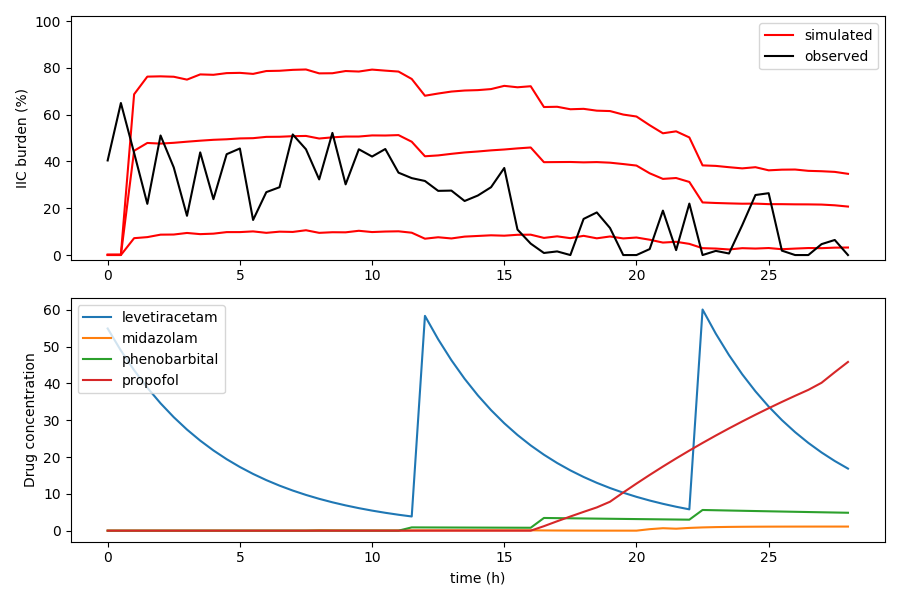 IIC burden (%)
100
80
60
40
20
0
simulated
observed
0 5 10 15 20 25
Drug concentration
60
50
40
30
20
10
0
levetiracetam
midazolam
phenobarbital
propofol
0 5 10 15 20 25
time (h)